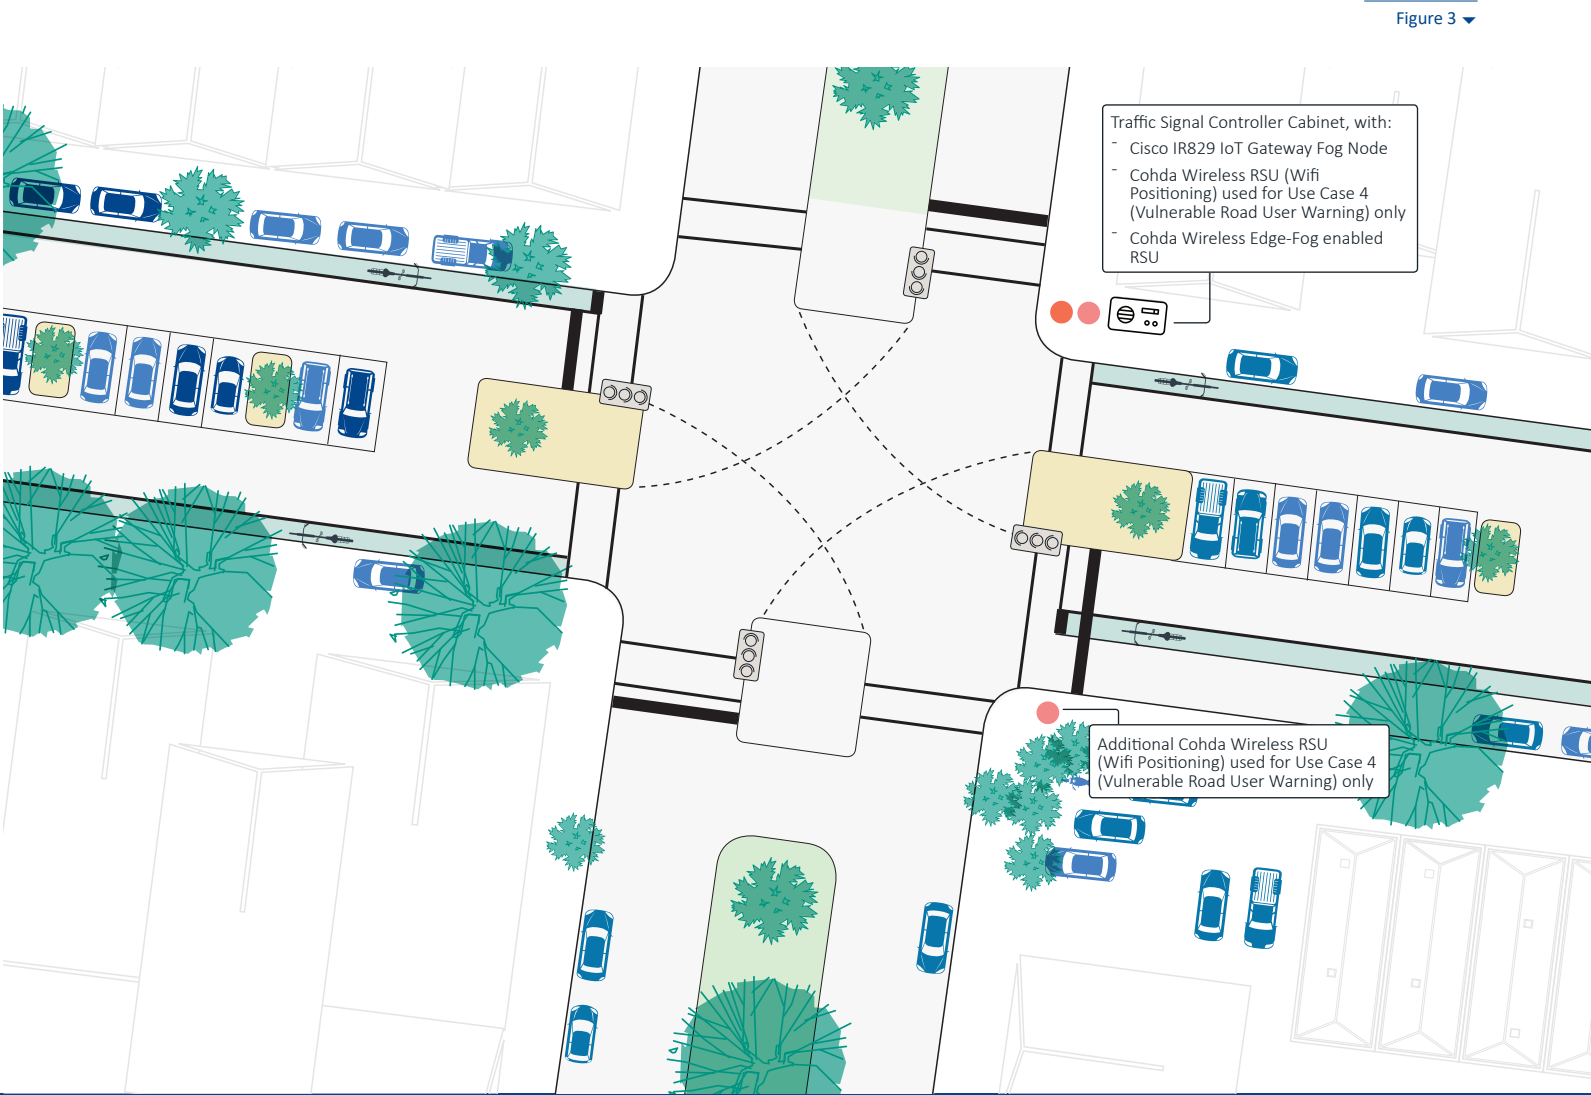 Figure 3
Traffic Signal Controller Cabinet, with:
- Cisco IR829 IoT Gateway Fog Node
- Cohda Wireless RSU (Wifi
Positioning) used for Use Case 4
(Vulnerable Road User Warning) only
- Cohda Wireless Edge-Fog enabled
RSU
Additional Cohda Wireless RSU
(Wifi Positioning) used for Use Case 4
(Vulnerable Road User Warning) only